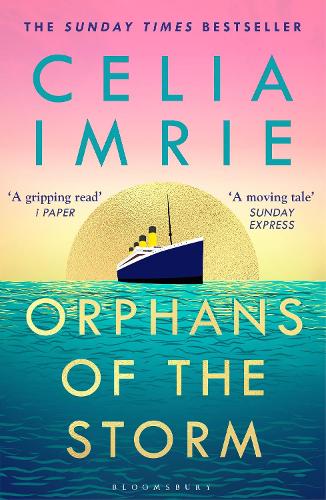 THE SUNDAY TIMES BESTSELLER
CELIA
IMRIE
‘A gripping read’
i PAPER
‘A moving tale’
SUNDAY
EXPRESS
ORPHANS
OF THE
STORM
BLOOMSBURY